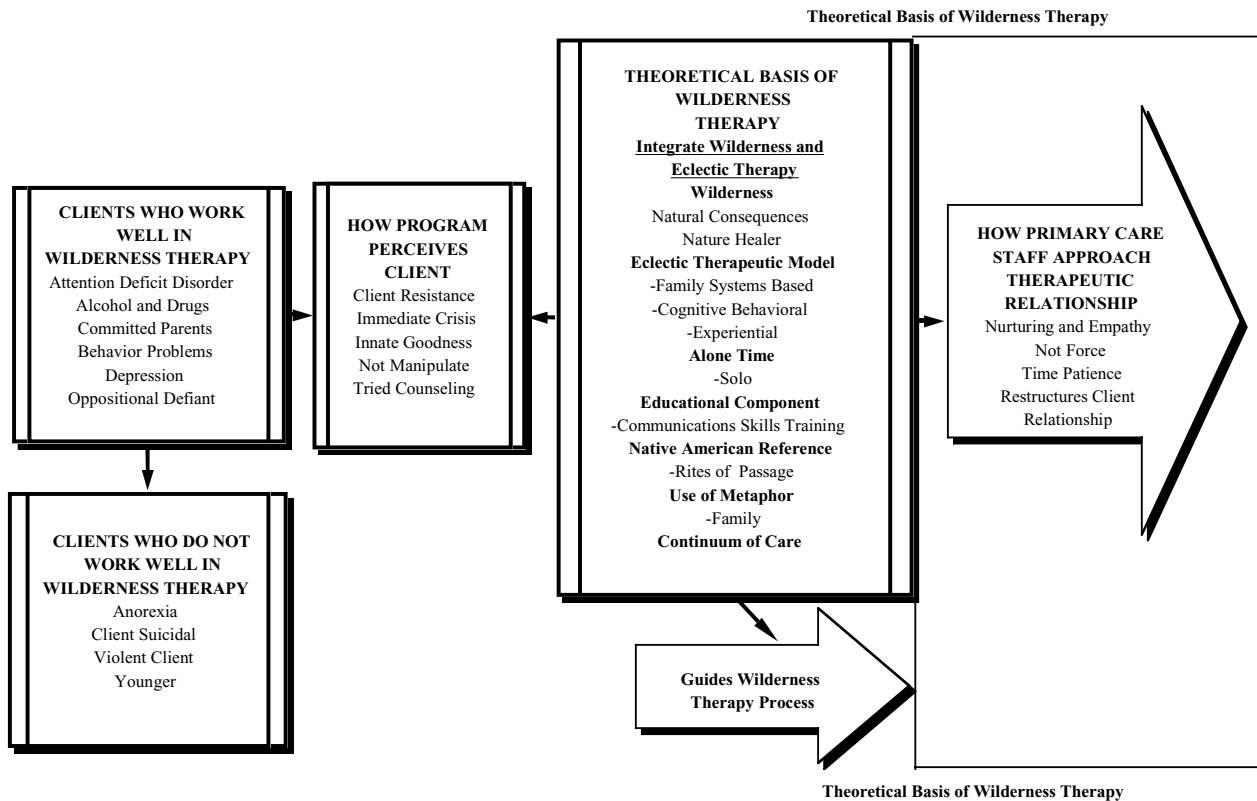 Theoretical Basis of Wilderness Therapy
CLIENTS WHO WORK
WELL IN
WILDERNESS THERAPY
Attention Deficit Disorder
Alcohol and Drugs
Committed Parents
Behavior Problems
Depression
Oppositional Defiant
CLIENTS WHO DO NOT
WORK WELL IN
WILDERNESS THERAPY
Anorexia
Client Suicidal
Violent Client
Younger
HOW PROGRAM
PERCEIVES
CLIENT
Client Resistance
Immediate Crisis
Innate Goodness
Not Manipulate
Tried Counseling
THEORETICAL BASIS OF
WILDERNESS
THERAPY
Integrate Wilderness and
Eclectic Therapy
Wilderness
Natural Consequences
Nature Healer
Eclectic Therapeutic Model
-Family Systems Based
-Cognitive Behavioral
-Experiential
Alone Time
-Solo
Educational Component
-Communications Skills Training
Native American Reference
-Rites of Passage
Use of Metaphor
-Family
Continuum of Care
Guides Wilderness
Therapy Process
HOW PRIMARY CARE
STAFF APPROACH
THERAPEUTIC
RELATIONSHIP
Nurturing and Empathy
Not Force
Time Patience
Restructures Client
Relationship
Theoretical Basis of Wilderness Therapy